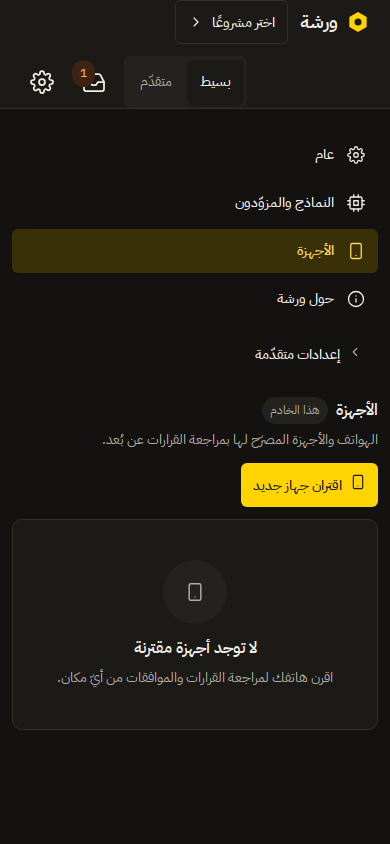 ورشة
اختر مشروعًا
بسيط
متقدّم
1
عام
النماذج والمزوّدون
الأجهزة
حول ورشة
إعدادات متقدّمة
الأجهزة هذا الخادم
الهواتف والأجهزة المصرّح لها بمراجعة القرارات عن بُعد.
اقتران جهاز جديد
لا توجد أجهزة مقترنة
اقرن هاتفك لمراجعة القرارات والموافقات من أيّ مكان.